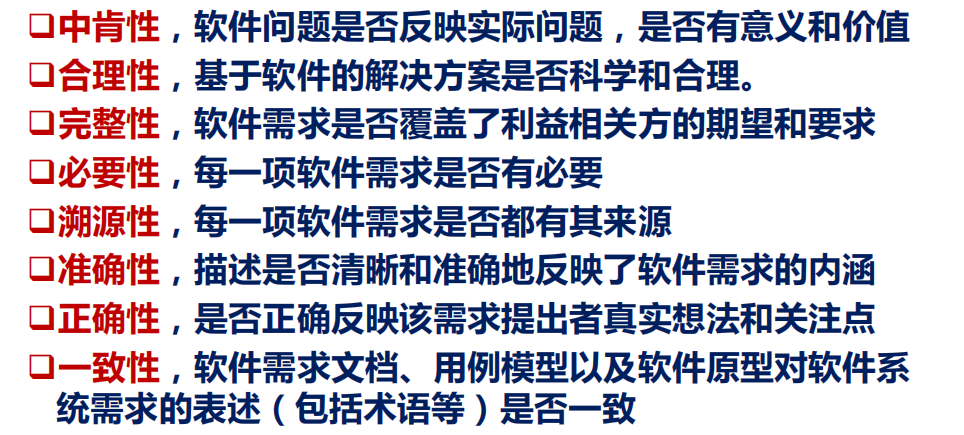 ❑中肯性，软件问题是否反映实际问题，是否有意义和价值
❑合理性，基于软件的解决方案是否科学和合理。
❑完整性，软件需求是否覆盖了利益相关方的期望和要求
❑必要性，每一项软件需求是否有必要
❑溯源性，每一项软件需求是否都有其来源
❑准确性，描述是否清晰和准确地反映了软件需求的内涵
❑正确性，是否正确反映该需求提出者真实想法和关注点
❑一致性，软件需求文档、用例模型以及软件原型对软件系
统需求的表述（包括术语等）是否一致